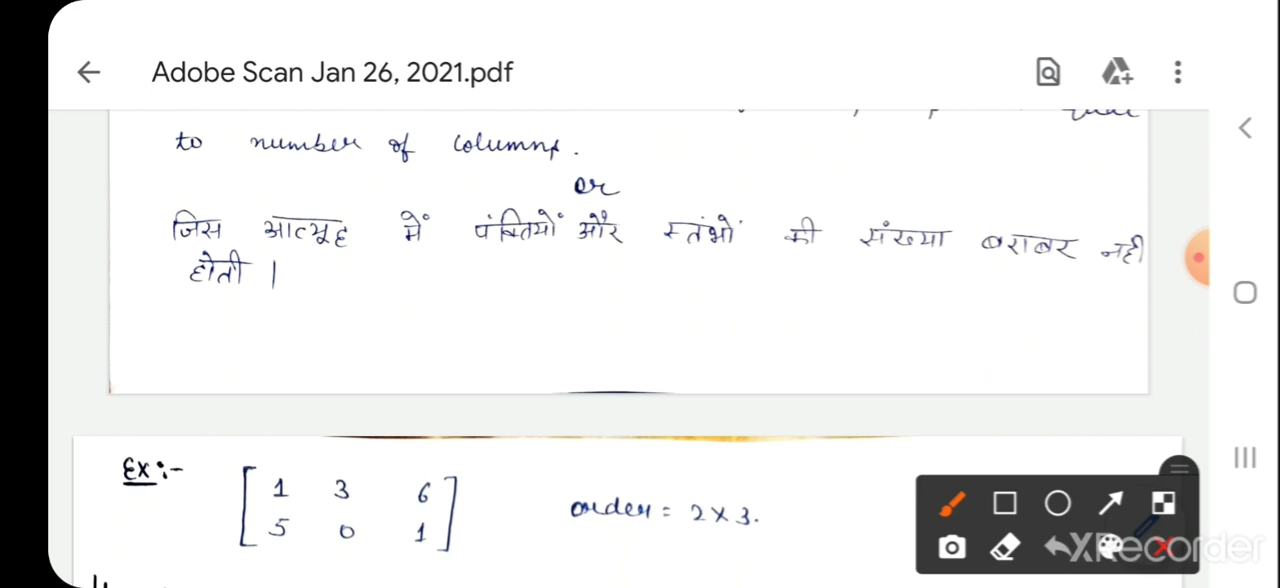 Adobe Scan Jan 26, 2021.pdf
to number of columns.
or
जिस आव्यूह में पंक्तियों और स्तंभों की संख्या बराबर नही
होती ।
Ex:-
1 3 6
5 0 1
order = 2 × 3.
XRecorder